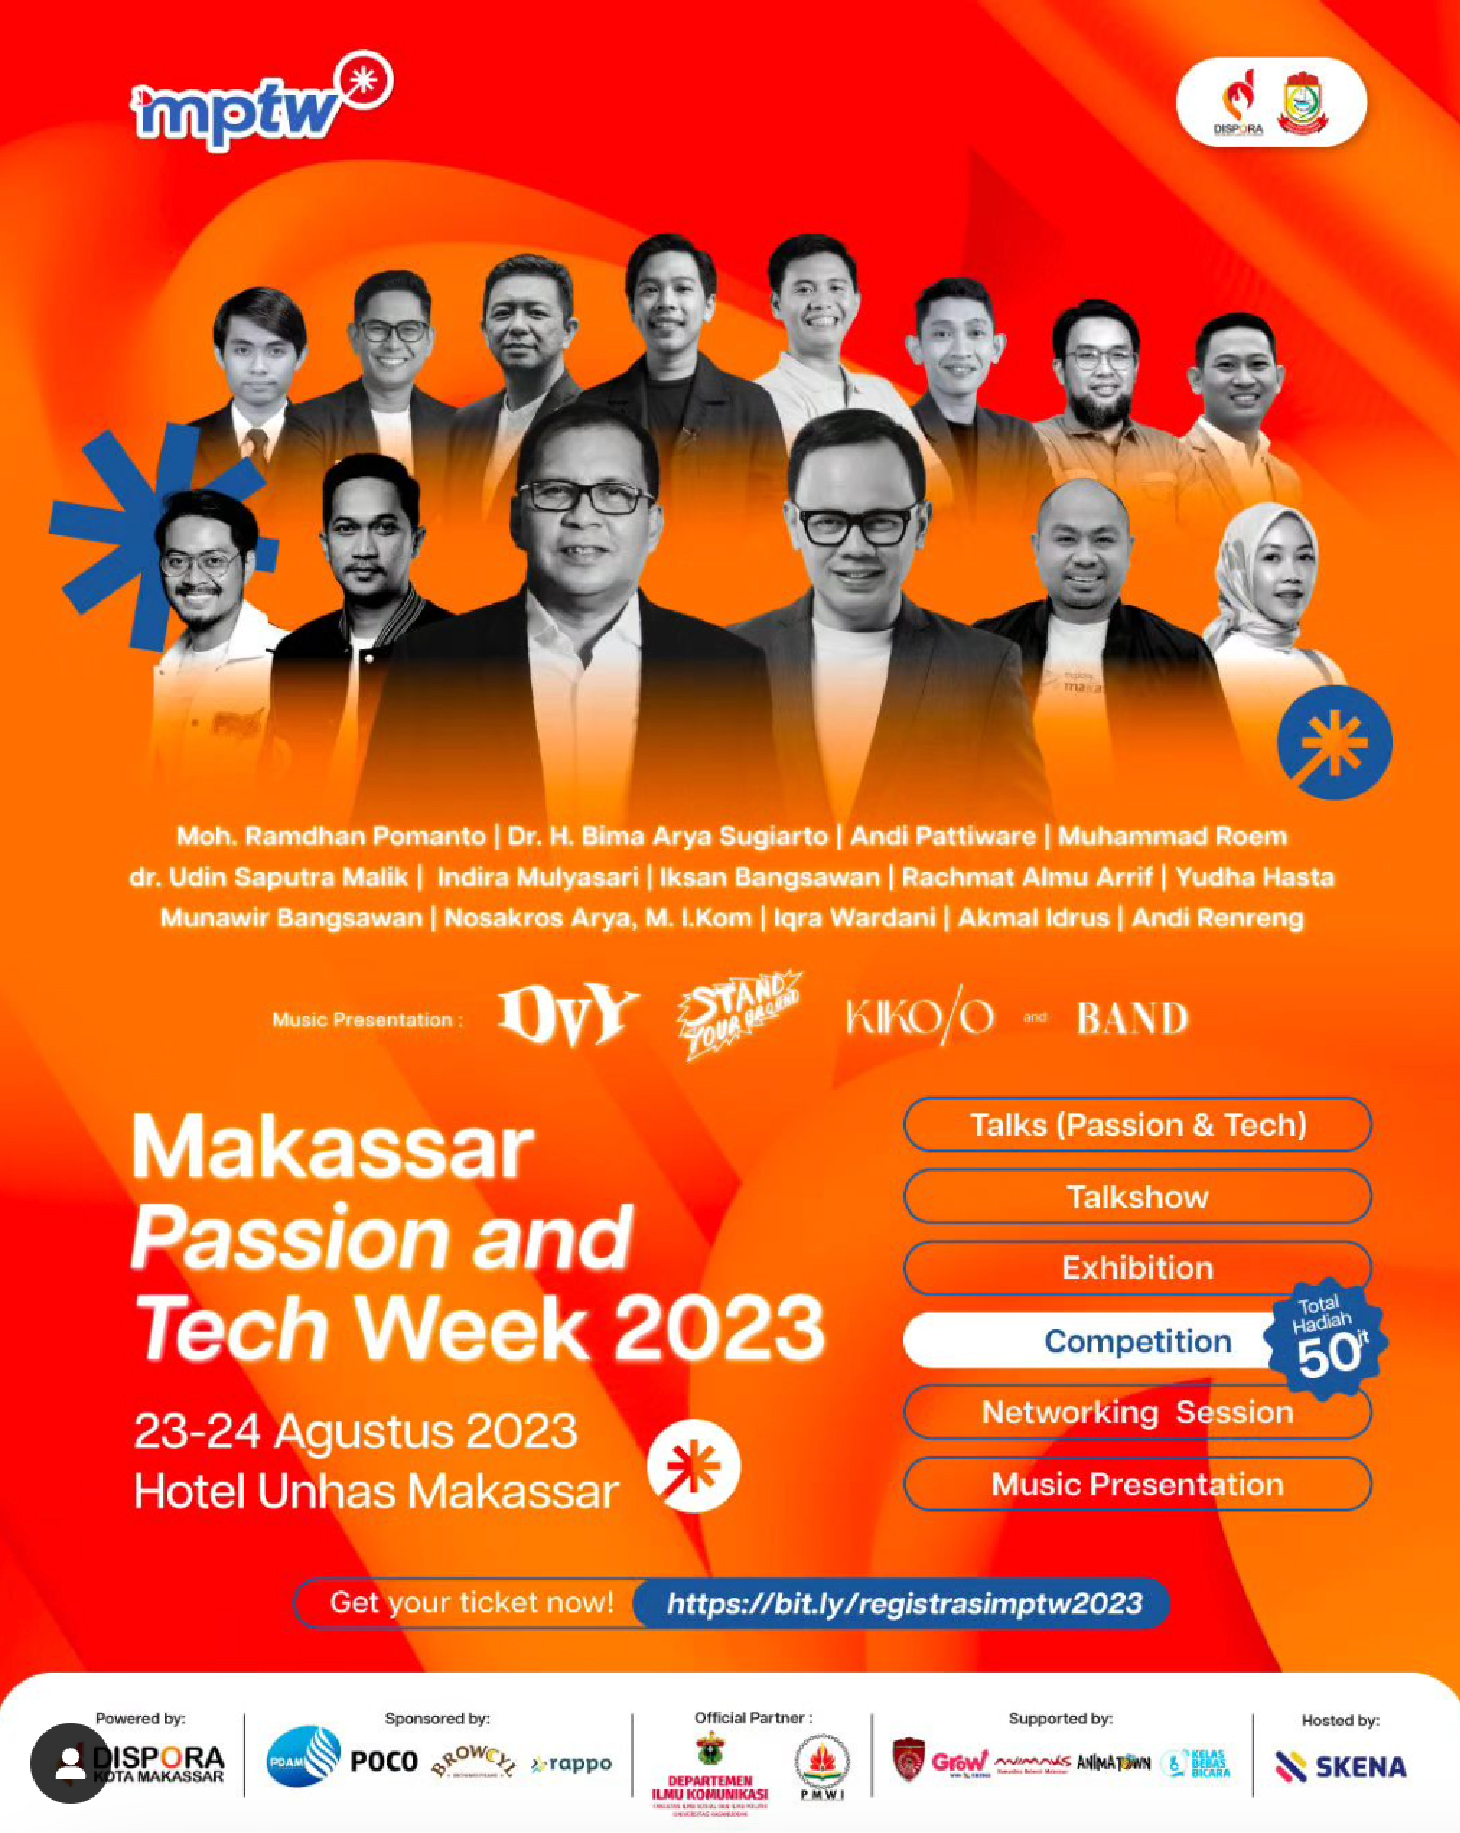 mptw
DISPORA
Moh. Ramdhan Pomanto | Dr. H. Bima Arya Sugiarto | Andi Pattiware | Muhammad Roem
dr. Udin Saputra Malik | Indira Mulyasari | Iksan Bangsawan | Rachmat Almu Arrif | Yudha Hasta
Munawir Bangsawan | Nosakros Arya, M. I.Kom | Iqra Wardani | Akmal Idrus | Andi Renreng
Music Presentation : OVY STAND YOUR GROUND KIKO/O and BAND
Makassar
Passion and
Tech Week 2023
23-24 Agustus 2023
Hotel Unhas Makassar
Talks (Passion & Tech)
Talkshow
Exhibition
Competition
Total
Hadiah
50jt
Networking Session
Music Presentation
Get your ticket now! https://bit.ly/registrasimptw2023
Powered by:
DISPORA
KOTA MAKASSAR
Sponsored by:
PDAM POCO BROWCYL rappo
Official Partner :
DEPARTEMEN
ILMU KOMUNIKASI
PMWI
Supported by:
Grow ANIMATOWN
KELAS
BEBAS
BICARA
Hosted by:
SKENA